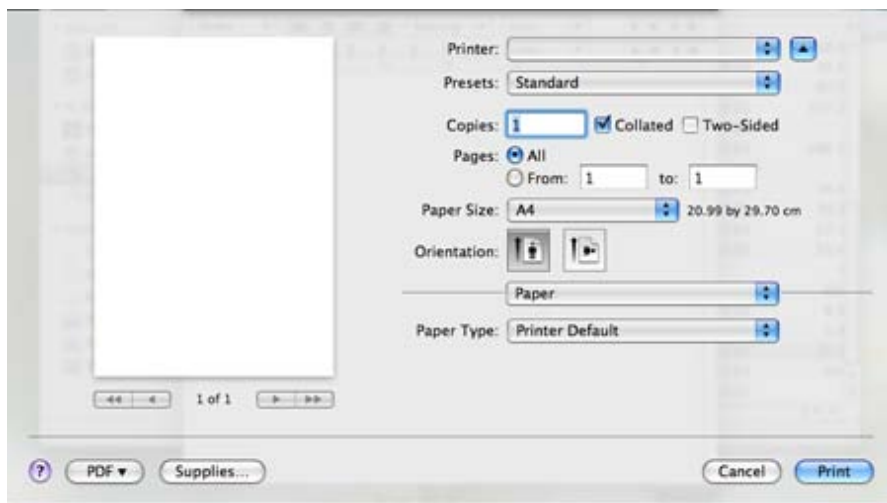 Printer:
Presets: Standard
Copies: 1 Collated Two-Sided
Pages: All
From: 1 to: 1
Paper Size: A4 20.99 by 29.70 cm
Orientation:
Paper
Paper Type: Printer Default
1 of 1
? PDF Supplies... Cancel Print